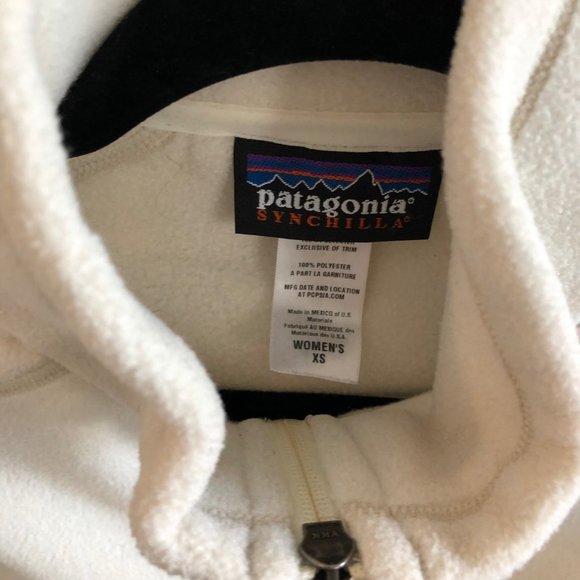 patagonia®
SYNCHILLA®
EXCLUSIVE OF TRIM
100% POLYESTER
A PART LA GARNITURE
MFG DATE AND LOCATION
AT PCPSIA.COM
Made in MEXICO of U.S.
Materials
Fabriqué AU MEXIQUE des
Matériaux des U.S.A.
WOMEN'S
XS
YKK